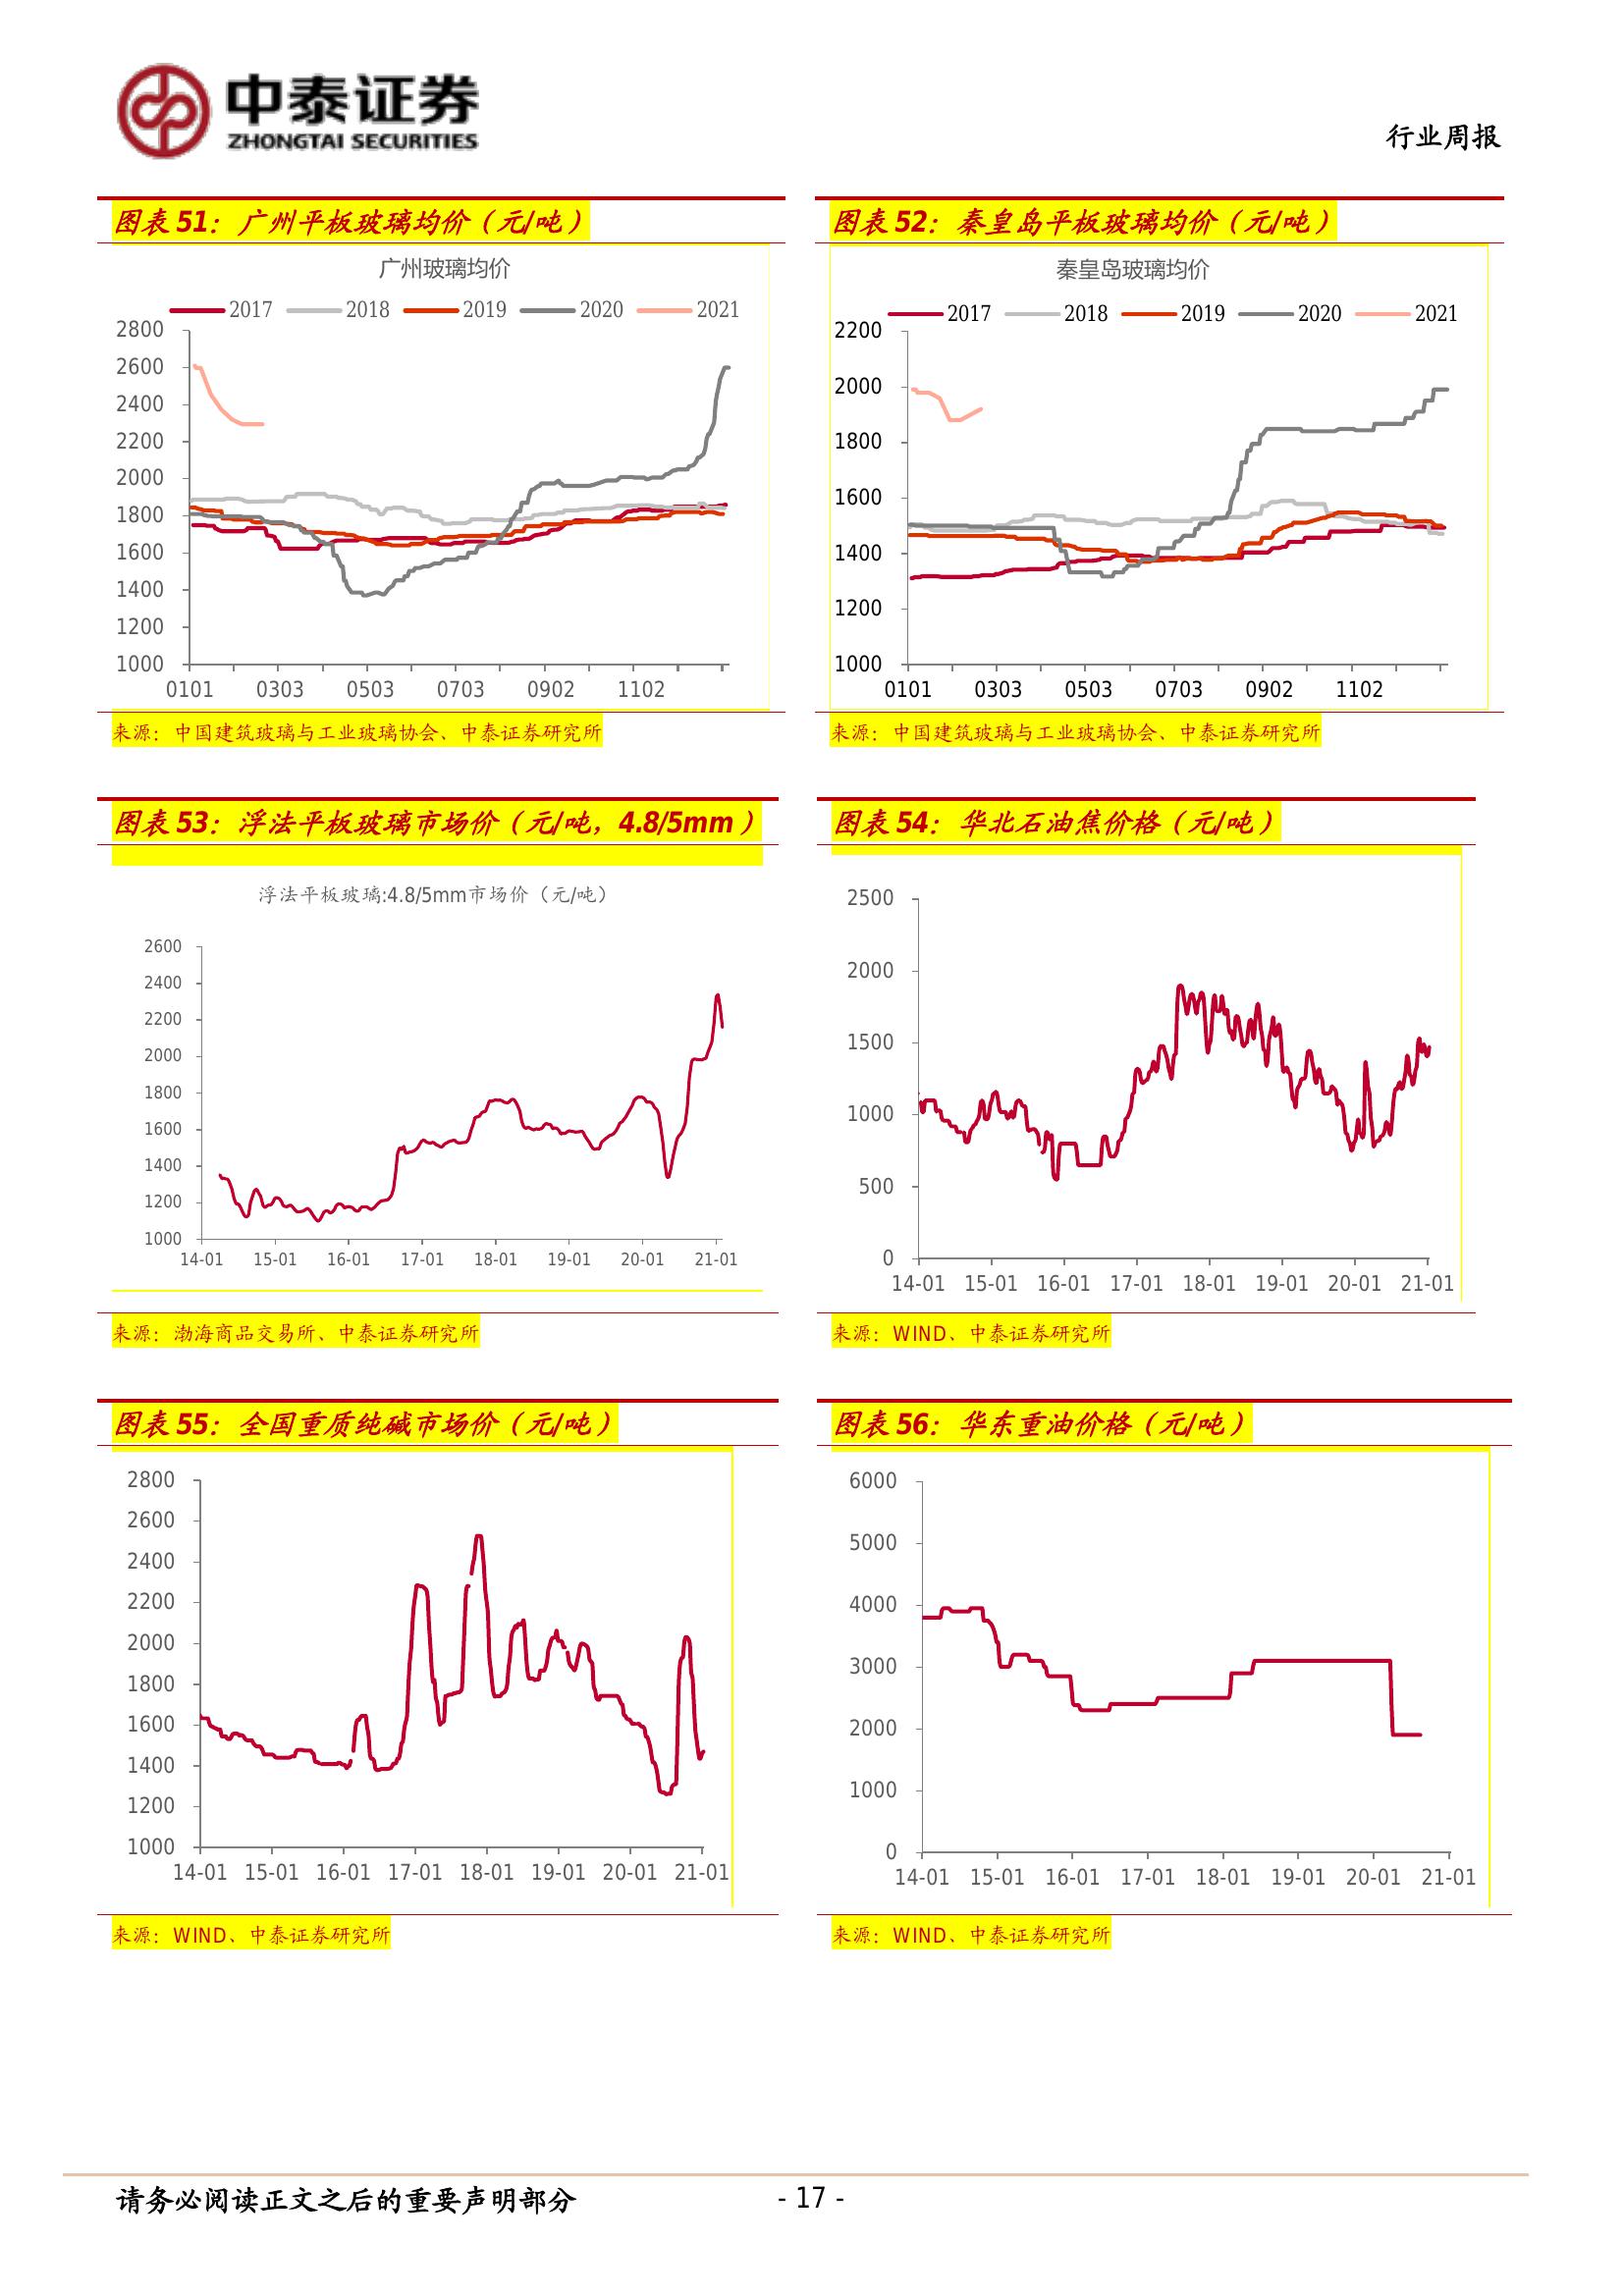 中泰证券
ZHONGTAI SECURITIES
行业周报
图表 51：广州平板玻璃均价（元/吨）
广州玻璃均价
2017 2018 2019 2020 2021
2800
2600
2400
2200
2000
1800
1600
1400
1200
1000
0101 0303 0503 0703 0902 1102
来源：中国建筑玻璃与工业玻璃协会、中泰证券研究所
图表 52：秦皇岛平板玻璃均价（元/吨）
秦皇岛玻璃均价
2017 2018 2019 2020 2021
2200
2000
1800
1600
1400
1200
1000
0101 0303 0503 0703 0902 1102
来源：中国建筑玻璃与工业玻璃协会、中泰证券研究所
图表 53：浮法平板玻璃市场价（元/吨，4.8/5mm）
浮法平板玻璃:4.8/5mm市场价（元/吨）
2600
2400
2200
2000
1800
1600
1400
1200
1000
14-01 15-01 16-01 17-01 18-01 19-01 20-01 21-01
来源：渤海商品交易所、中泰证券研究所
图表 54：华北石油焦价格（元/吨）
2500
2000
1500
1000
500
0
14-01 15-01 16-01 17-01 18-01 19-01 20-01 21-01
来源：WIND、中泰证券研究所
图表 55：全国重质纯碱市场价（元/吨）
2800
2600
2400
2200
2000
1800
1600
1400
1200
1000
14-01 15-01 16-01 17-01 18-01 19-01 20-01 21-01
来源：WIND、中泰证券研究所
图表 56：华东重油价格（元/吨）
6000
5000
4000
3000
2000
1000
0
14-01 15-01 16-01 17-01 18-01 19-01 20-01 21-01
来源：WIND、中泰证券研究所
请务必阅读正文之后的重要声明部分
- 17 -